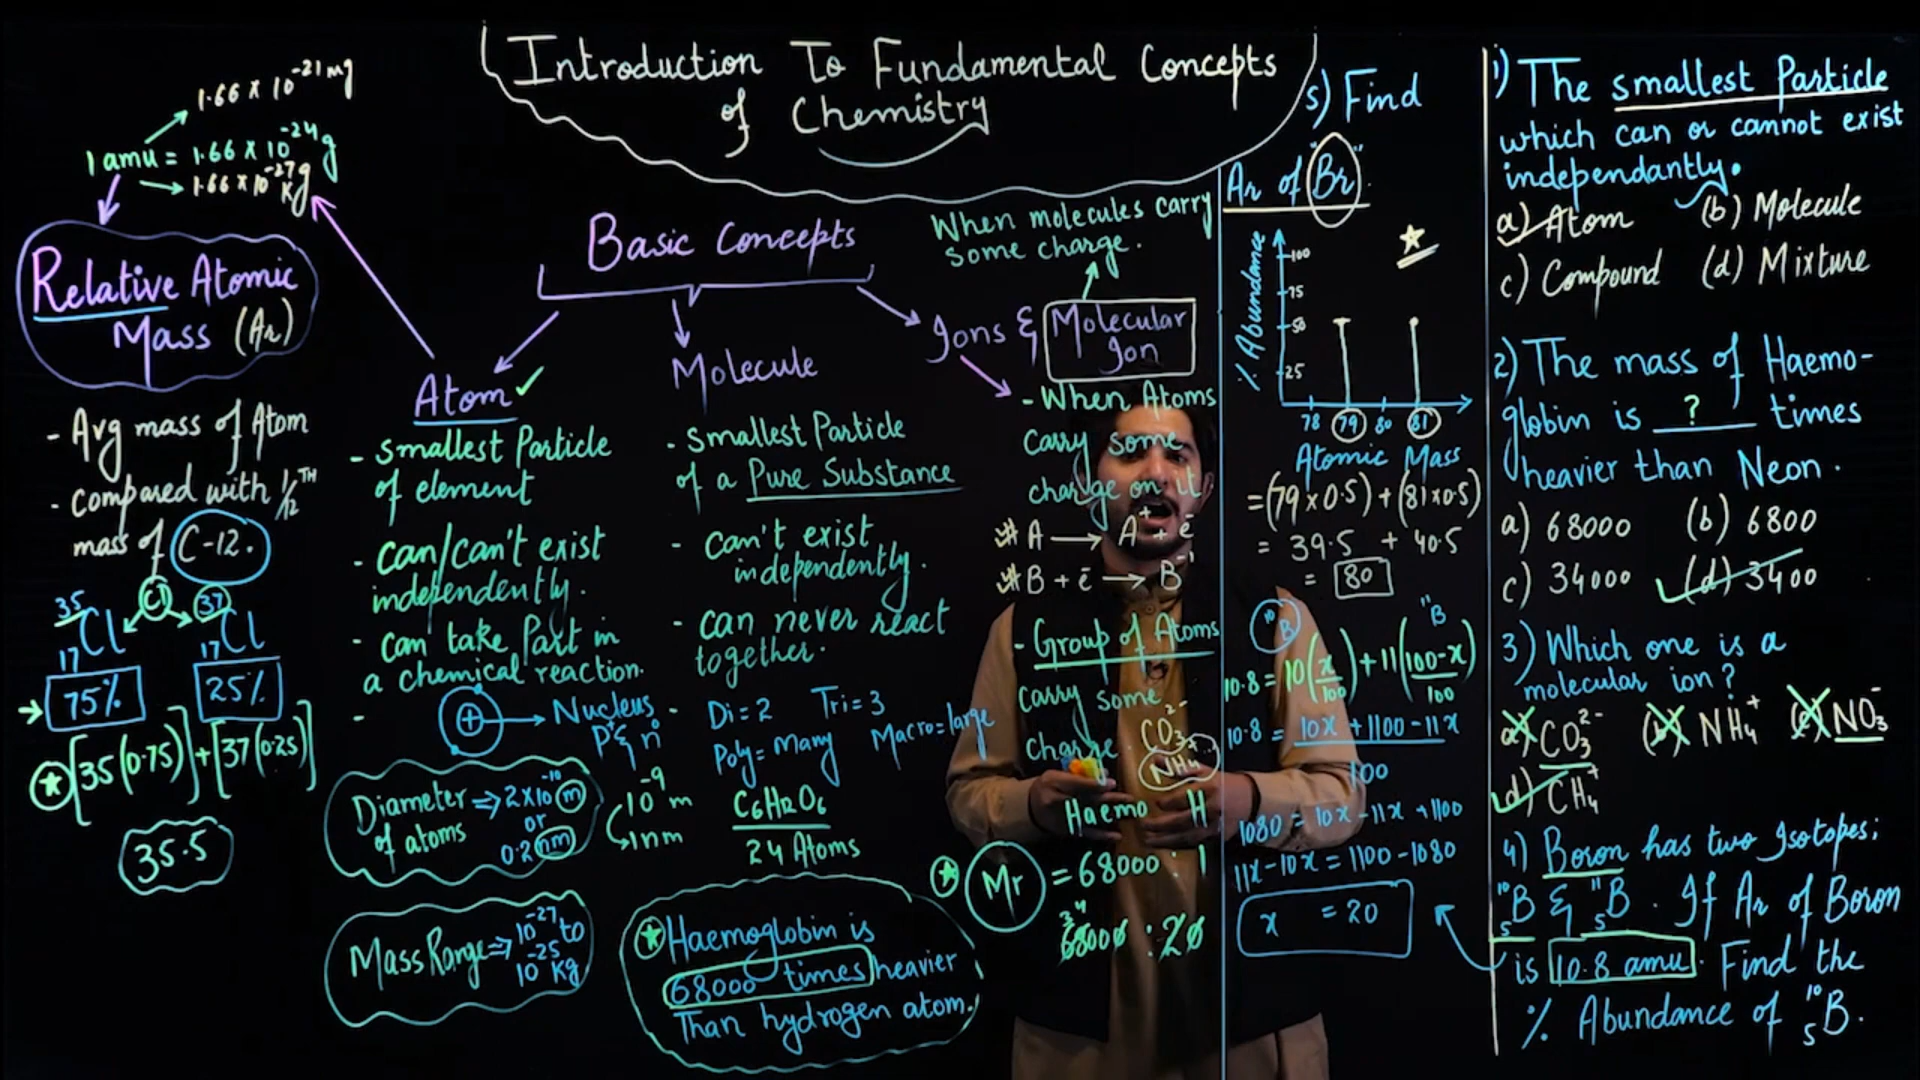 Introduction To Fundamental Concepts
of Chemistry
1.66 x 10^-21 mg
1 amu = 1.66 x 10^-24 g
1.66 x 10^-27 Kg
Relative Atomic
Mass (Ar)
- Avg mass of Atom
- compared with 1/12TH
mass of C-12.
Cl
35 17 Cl 37 17 Cl
75% 25%
[35(0.75)] + [37(0.25)]
35.5
Basic Concepts
Atom ✓
- smallest Particle
of element
- can/can't exist
independently.
- can take Part in
a chemical reaction.
-
+ → Nucleus
P+ & n°
Diameter ⇒ 2x10^-10 m
of atoms or
0.2 nm
10^-9 m
1nm
Mass Range ⇒ 10^-27 to
10^-25 Kg
Molecule
- smallest Particle
of a Pure Substance
- can't exist
independently.
- can never react
together.
- Di = 2 Tri = 3
Poly = Many Macro = large
C6H12O6
24 Atoms
Haemoglobin is
68000 times heavier
Than hydrogen atom.
When molecules carry
some charge.
Ions & Molecular
Ion
- When Atoms
Carry some
charge on it
A → A+ + e-
B + e- → B^-1
- Group of Atoms
Carry some
charge. CO3^2-
NH4+...
Haemo H
Mr = 68000 : 1
34
68000 : 20
5) Find
Ar of "Br".
% Abundance
100
75
50
25
78 79 80 81
Atomic Mass
= (79 x 0.5) + (81 x 0.5)
= 39.5 + 40.5
= 80
10B 11B
10.8 = 10(x/100) + 11(100-x/100)
10.8 = 10x + 1100 - 11x
100
1080 = 10x - 11x + 1100
11x - 10x = 1100 - 1080
x = 20
1) The smallest Particle
which can or cannot exist
independantly.
a) Atom (b) Molecule
c) Compound (d) Mixture
2) The mass of Haemo-
globin is ? times
heavier than Neon.
a) 68000 (b) 6800
c) 34000 (d) 3400
3) Which one is a
molecular ion?
a) CO3^2- (b) NH4+ (c) NO3-
d) CH4+
4) Boron has two Isotopes;
10 5 B & 11 5 B. If Ar of Boron
is 10.8 amu. Find the
% Abundance of 10 5 B.